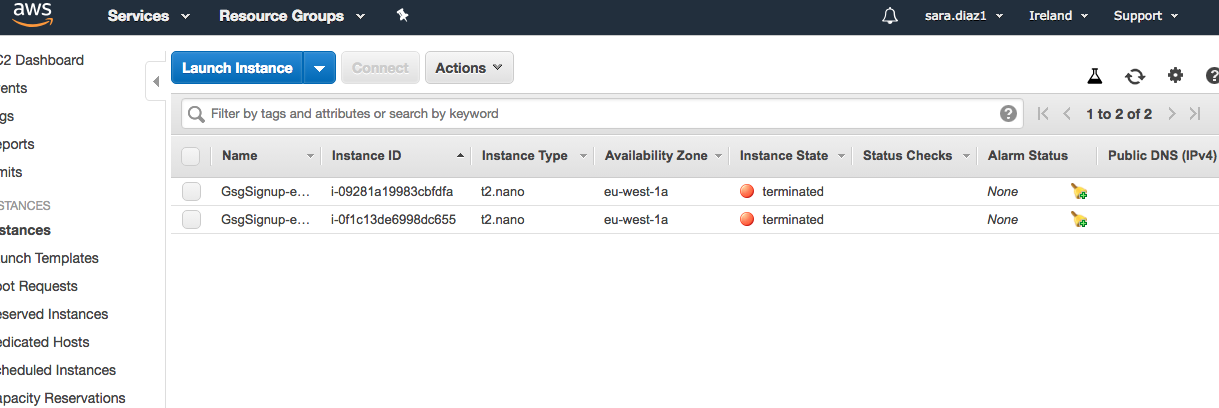 aws Services Resource Groups sara.diaz1 Ireland Support
C2 Dashboard
Launch Instance Connect Actions
ents
gs
Filter by tags and attributes or search by keyword ? 1 to 2 of 2
eports
Name Instance ID Instance Type Availability Zone Instance State Status Checks Alarm Status Public DNS (IPv4)
mits
GsgSignup-e... i-09281a19983cbfdfa t2.nano eu-west-1a terminated None
STANCES
GsgSignup-e... i-0f1c13de6998dc655 t2.nano eu-west-1a terminated None
stances
unch Templates
oot Requests
eserved Instances
edicated Hosts
cheduled Instances
apacity Reservations